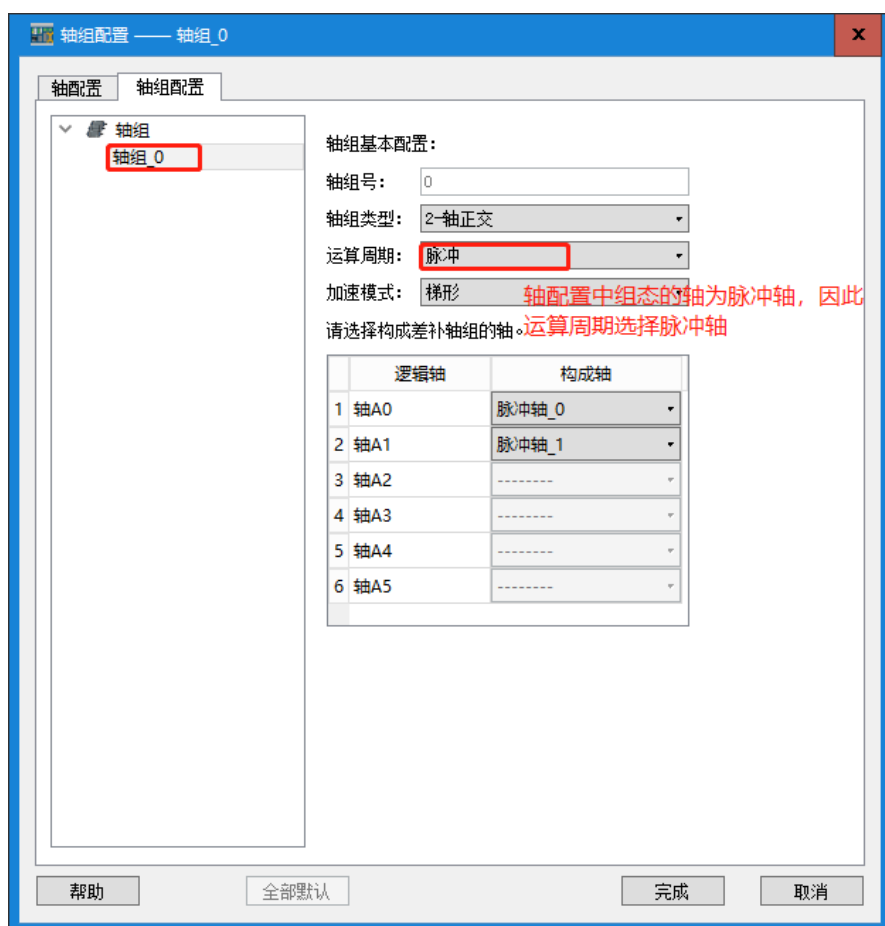 轴组配置 —— 轴组_0
x
轴配置
轴组配置
轴组
轴组_0
轴组基本配置：
轴组号：
0
轴组类型：
2-轴正交
运算周期：
脉冲
加速模式：
梯形
轴配置中组态的轴为脉冲轴，因此
运算周期选择脉冲轴
请选择构成差补轴组的轴。
逻辑轴 构成轴
1 轴A0 脉冲轴_0
2 轴A1 脉冲轴_1
3 轴A2 --------
4 轴A3 --------
5 轴A4 --------
6 轴A5 --------
帮助
全部默认
完成
取消